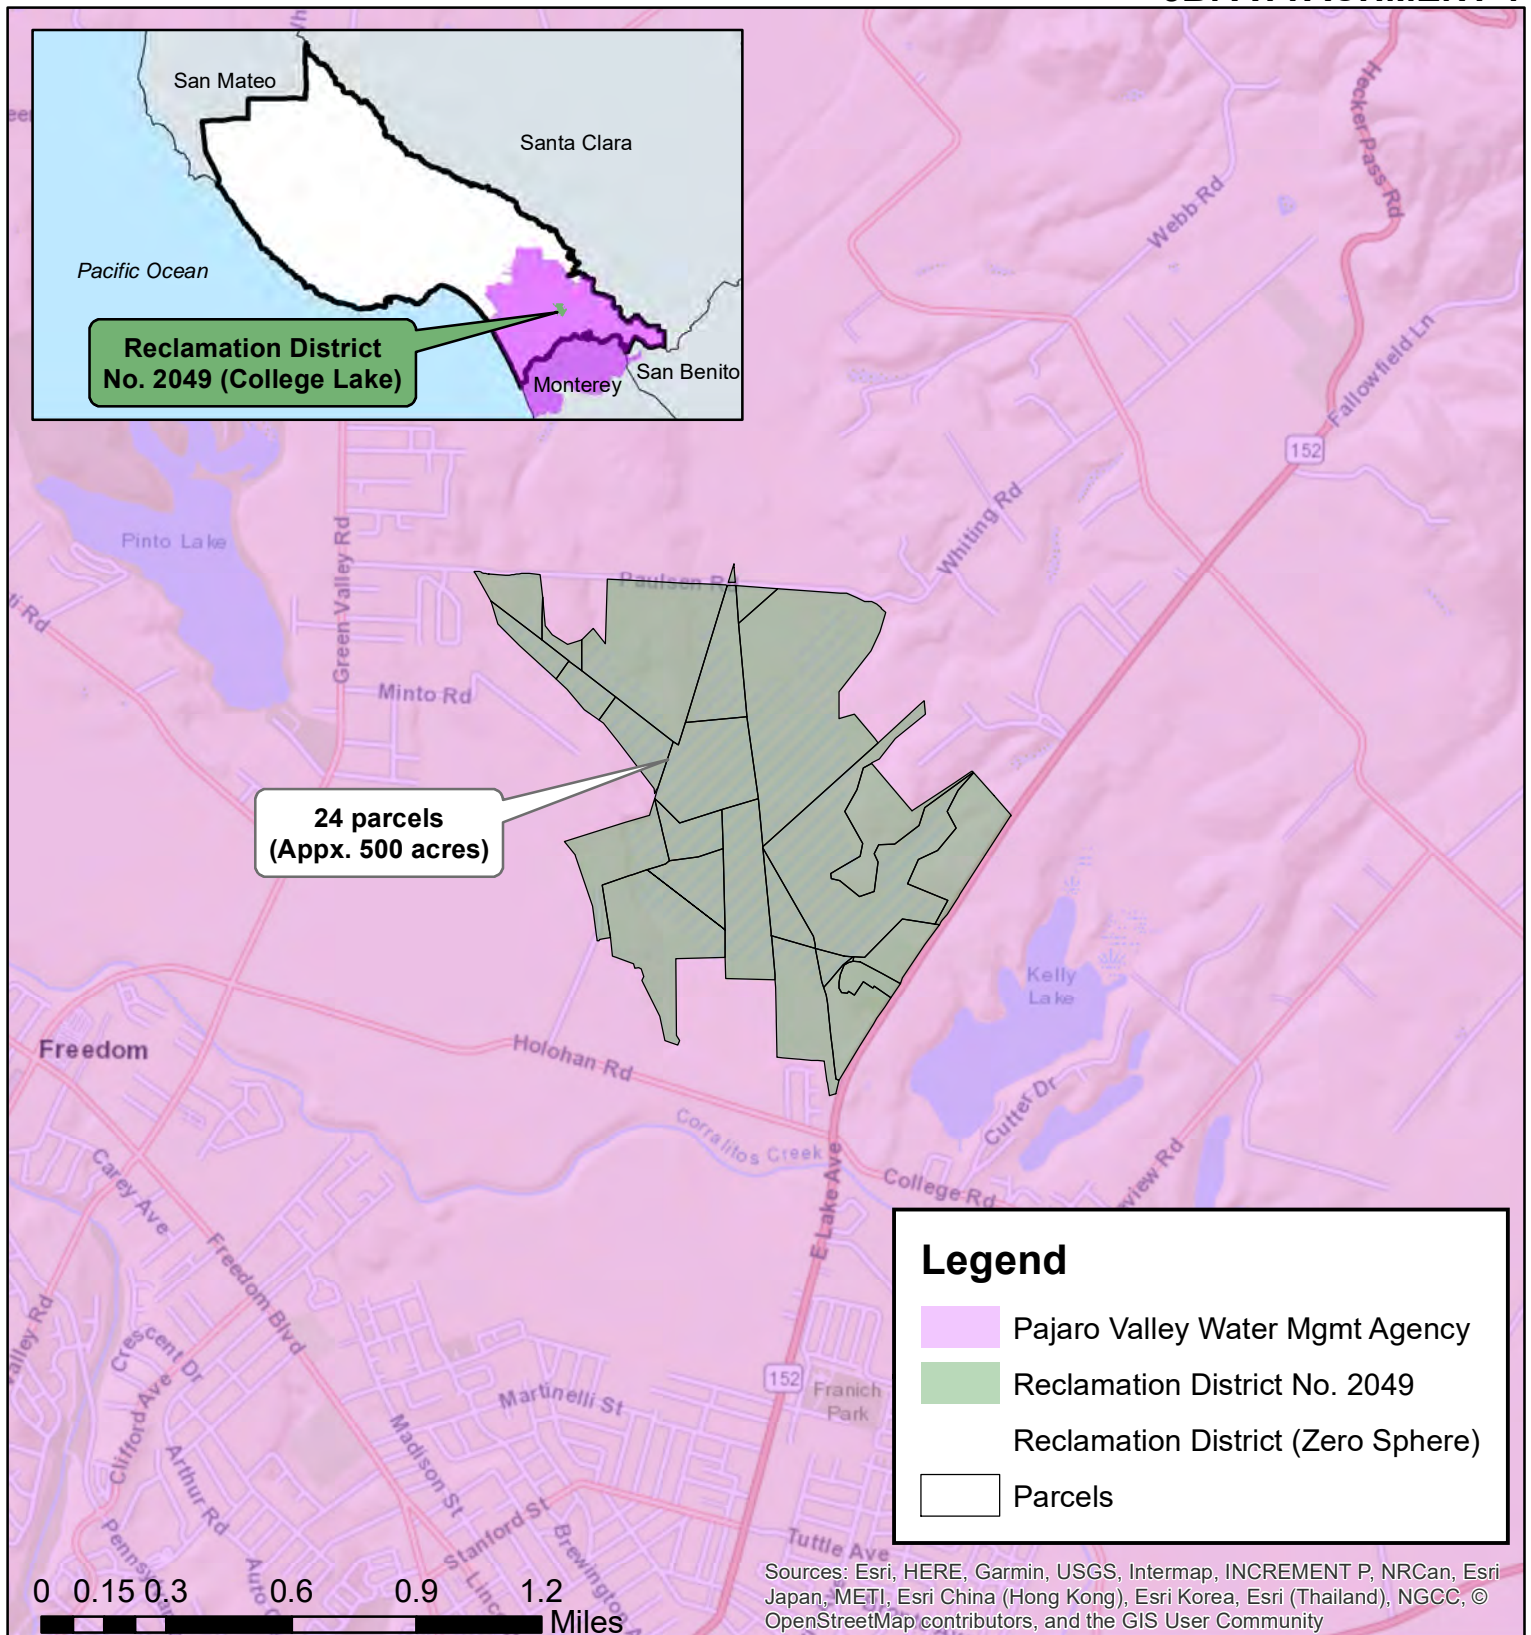 San Mateo
Santa Clara
Pacific Ocean
Reclamation District
No. 2049 (College Lake)
Monterey
San Benito
Hecker Pass Rd
Webb Rd
Fallowfield Ln
152
Whiting Rd
Pinto Lake
Green Valley Rd
Paulsen Rd
Minto Rd
24 parcels
(Appx. 500 acres)
Kelly
Lake
Freedom
Holohan Rd
Corralitos Creek
Cutter Dr
College Rd
E Lake Ave
Carey Ave
Freedom Blvd
Crescent Dr
Clifford Ave
Arthur Rd
Madison St
Martinelli St
152
Franich
Park
Stanford St
Brewington
Tuttle Ave
Legend
Pajaro Valley Water Mgmt Agency
Reclamation District No. 2049
Reclamation District (Zero Sphere)
Parcels
0 0.15 0.3 0.6 0.9 1.2
Miles
Sources: Esri, HERE, Garmin, USGS, Intermap, INCREMENT P, NRCan, Esri
Japan, METI, Esri China (Hong Kong), Esri Korea, Esri (Thailand), NGCC, ©
OpenStreetMap contributors, and the GIS User Community